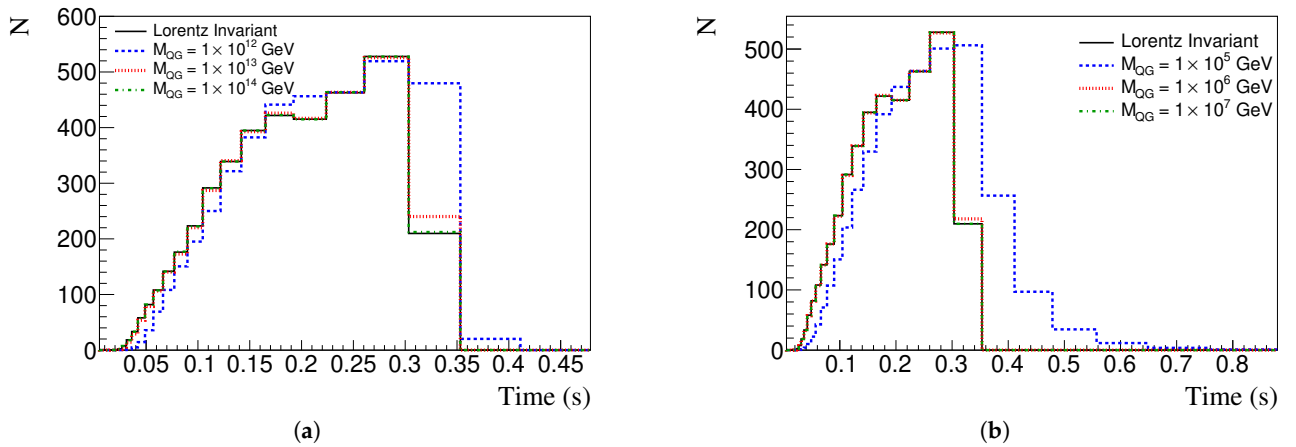 N
600
500
400
300
200
100
0
Lorentz Invariant
M_QG = 1 × 10^12 GeV
M_QG = 1 × 10^13 GeV
M_QG = 1 × 10^14 GeV
0.05 0.1 0.15 0.2 0.25 0.3 0.35 0.4 0.45
Time (s)
(a)
N
500
400
300
200
100
0
Lorentz Invariant
M_QG = 1 × 10^5 GeV
M_QG = 1 × 10^6 GeV
M_QG = 1 × 10^7 GeV
0.1 0.2 0.3 0.4 0.5 0.6 0.7 0.8
Time (s)
(b)